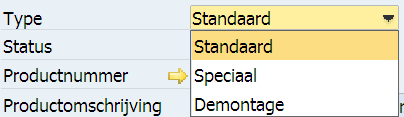 Type Standaard
Status Standaard
Productnummer Speciaal
Productomschrijving Demontage